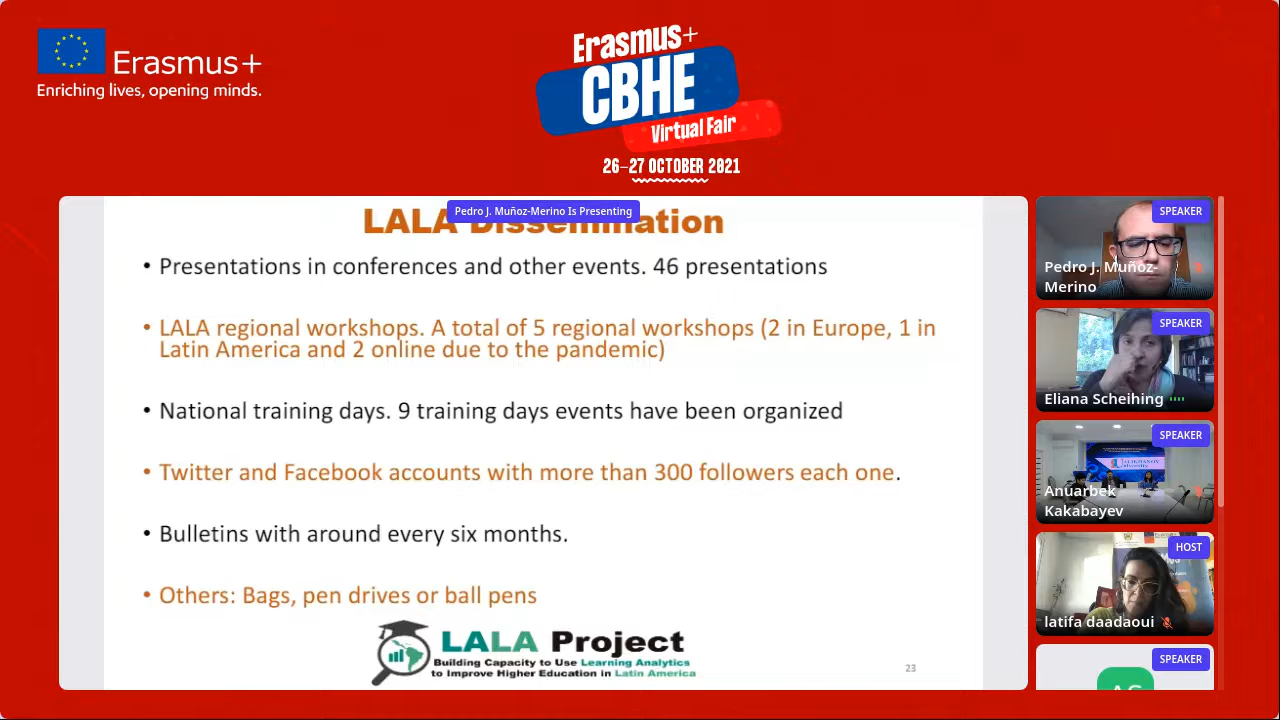 Erasmus+
Enriching lives, opening minds.
Erasmus+
CBHE
Virtual Fair
26–27 OCTOBER 2021
Pedro J. Muñoz-Merino Is Presenting
LALA Dissemination
• Presentations in conferences and other events. 46 presentations
• LALA regional workshops. A total of 5 regional workshops (2 in Europe, 1 in
Latin America and 2 online due to the pandemic)
• National training days. 9 training days events have been organized
• Twitter and Facebook accounts with more than 300 followers each one.
• Bulletins with around every six months.
• Others: Bags, pen drives or ball pens
LALA Project
Building Capacity to Use Learning Analytics
to Improve Higher Education in Latin America
23
SPEAKER
Pedro J. Muñoz-
Merino
SPEAKER
Eliana Scheihing
SPEAKER
Anuarbek
Kakabayev
HOST
latifa daadaoui
SPEAKER